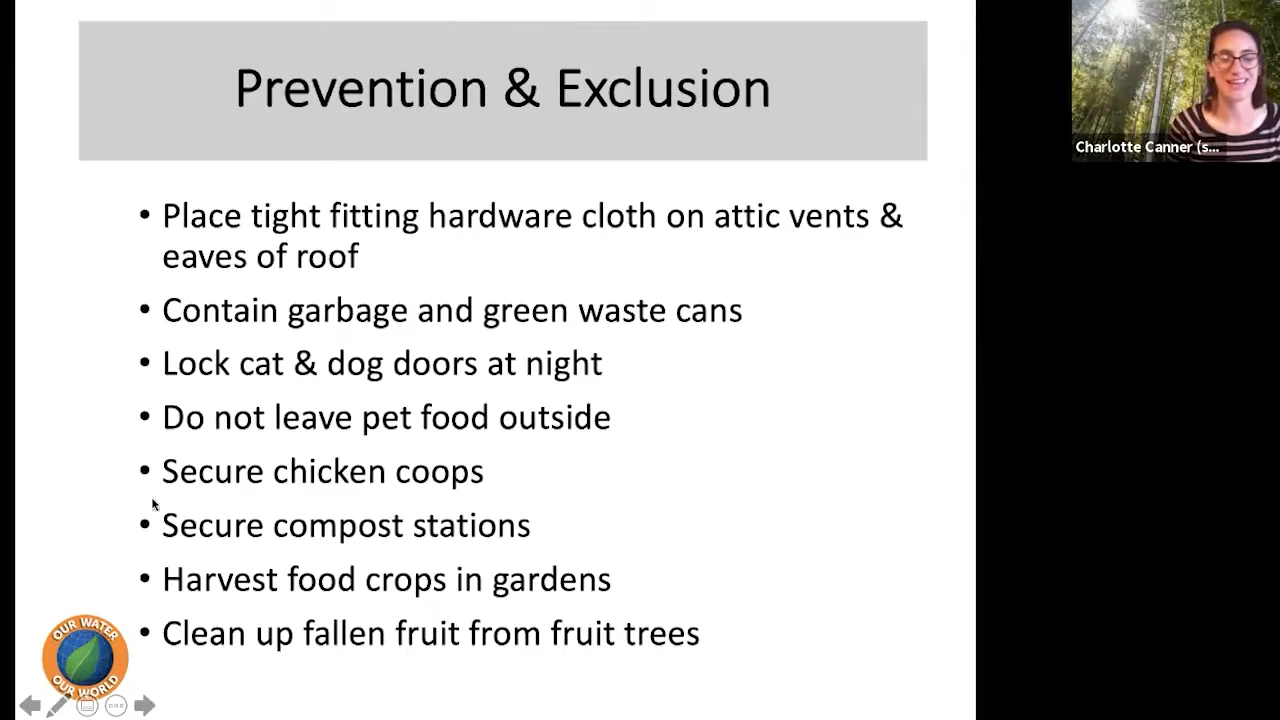 Prevention & Exclusion
Charlotte Canner (s...
• Place tight fitting hardware cloth on attic vents &
eaves of roof
• Contain garbage and green waste cans
• Lock cat & dog doors at night
• Do not leave pet food outside
• Secure chicken coops
• Secure compost stations
• Harvest food crops in gardens
• Clean up fallen fruit from fruit trees
OUR WATER
OUR WORLD